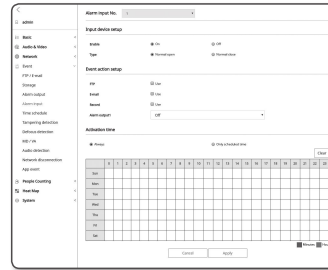 admin
Basic
Audio & Video
Network
Event
FTP / E-mail
Storage
Alarm output
Alarm input
Time schedule
Tampering detection
Defocus detection
MD / VA
Audio detection
Network disconnection
App event
People Counting
Heat Map
System
Alarm input No. 1
Input device setup
Enable On Off
Type Normal open Normal close
Event action setup
FTP Use
E-mail Use
Record Use
Alarm output1 Off
Activation time
Always Only scheduled time
Clear
0 1 2 3 4 5 6 7 8 9 10 11 12 13 14 15 16 17 18 19 20 21 22 23
Sun
Mon
Tue
Wed
Thu
Fri
Sat
Minutes
Cancel Apply